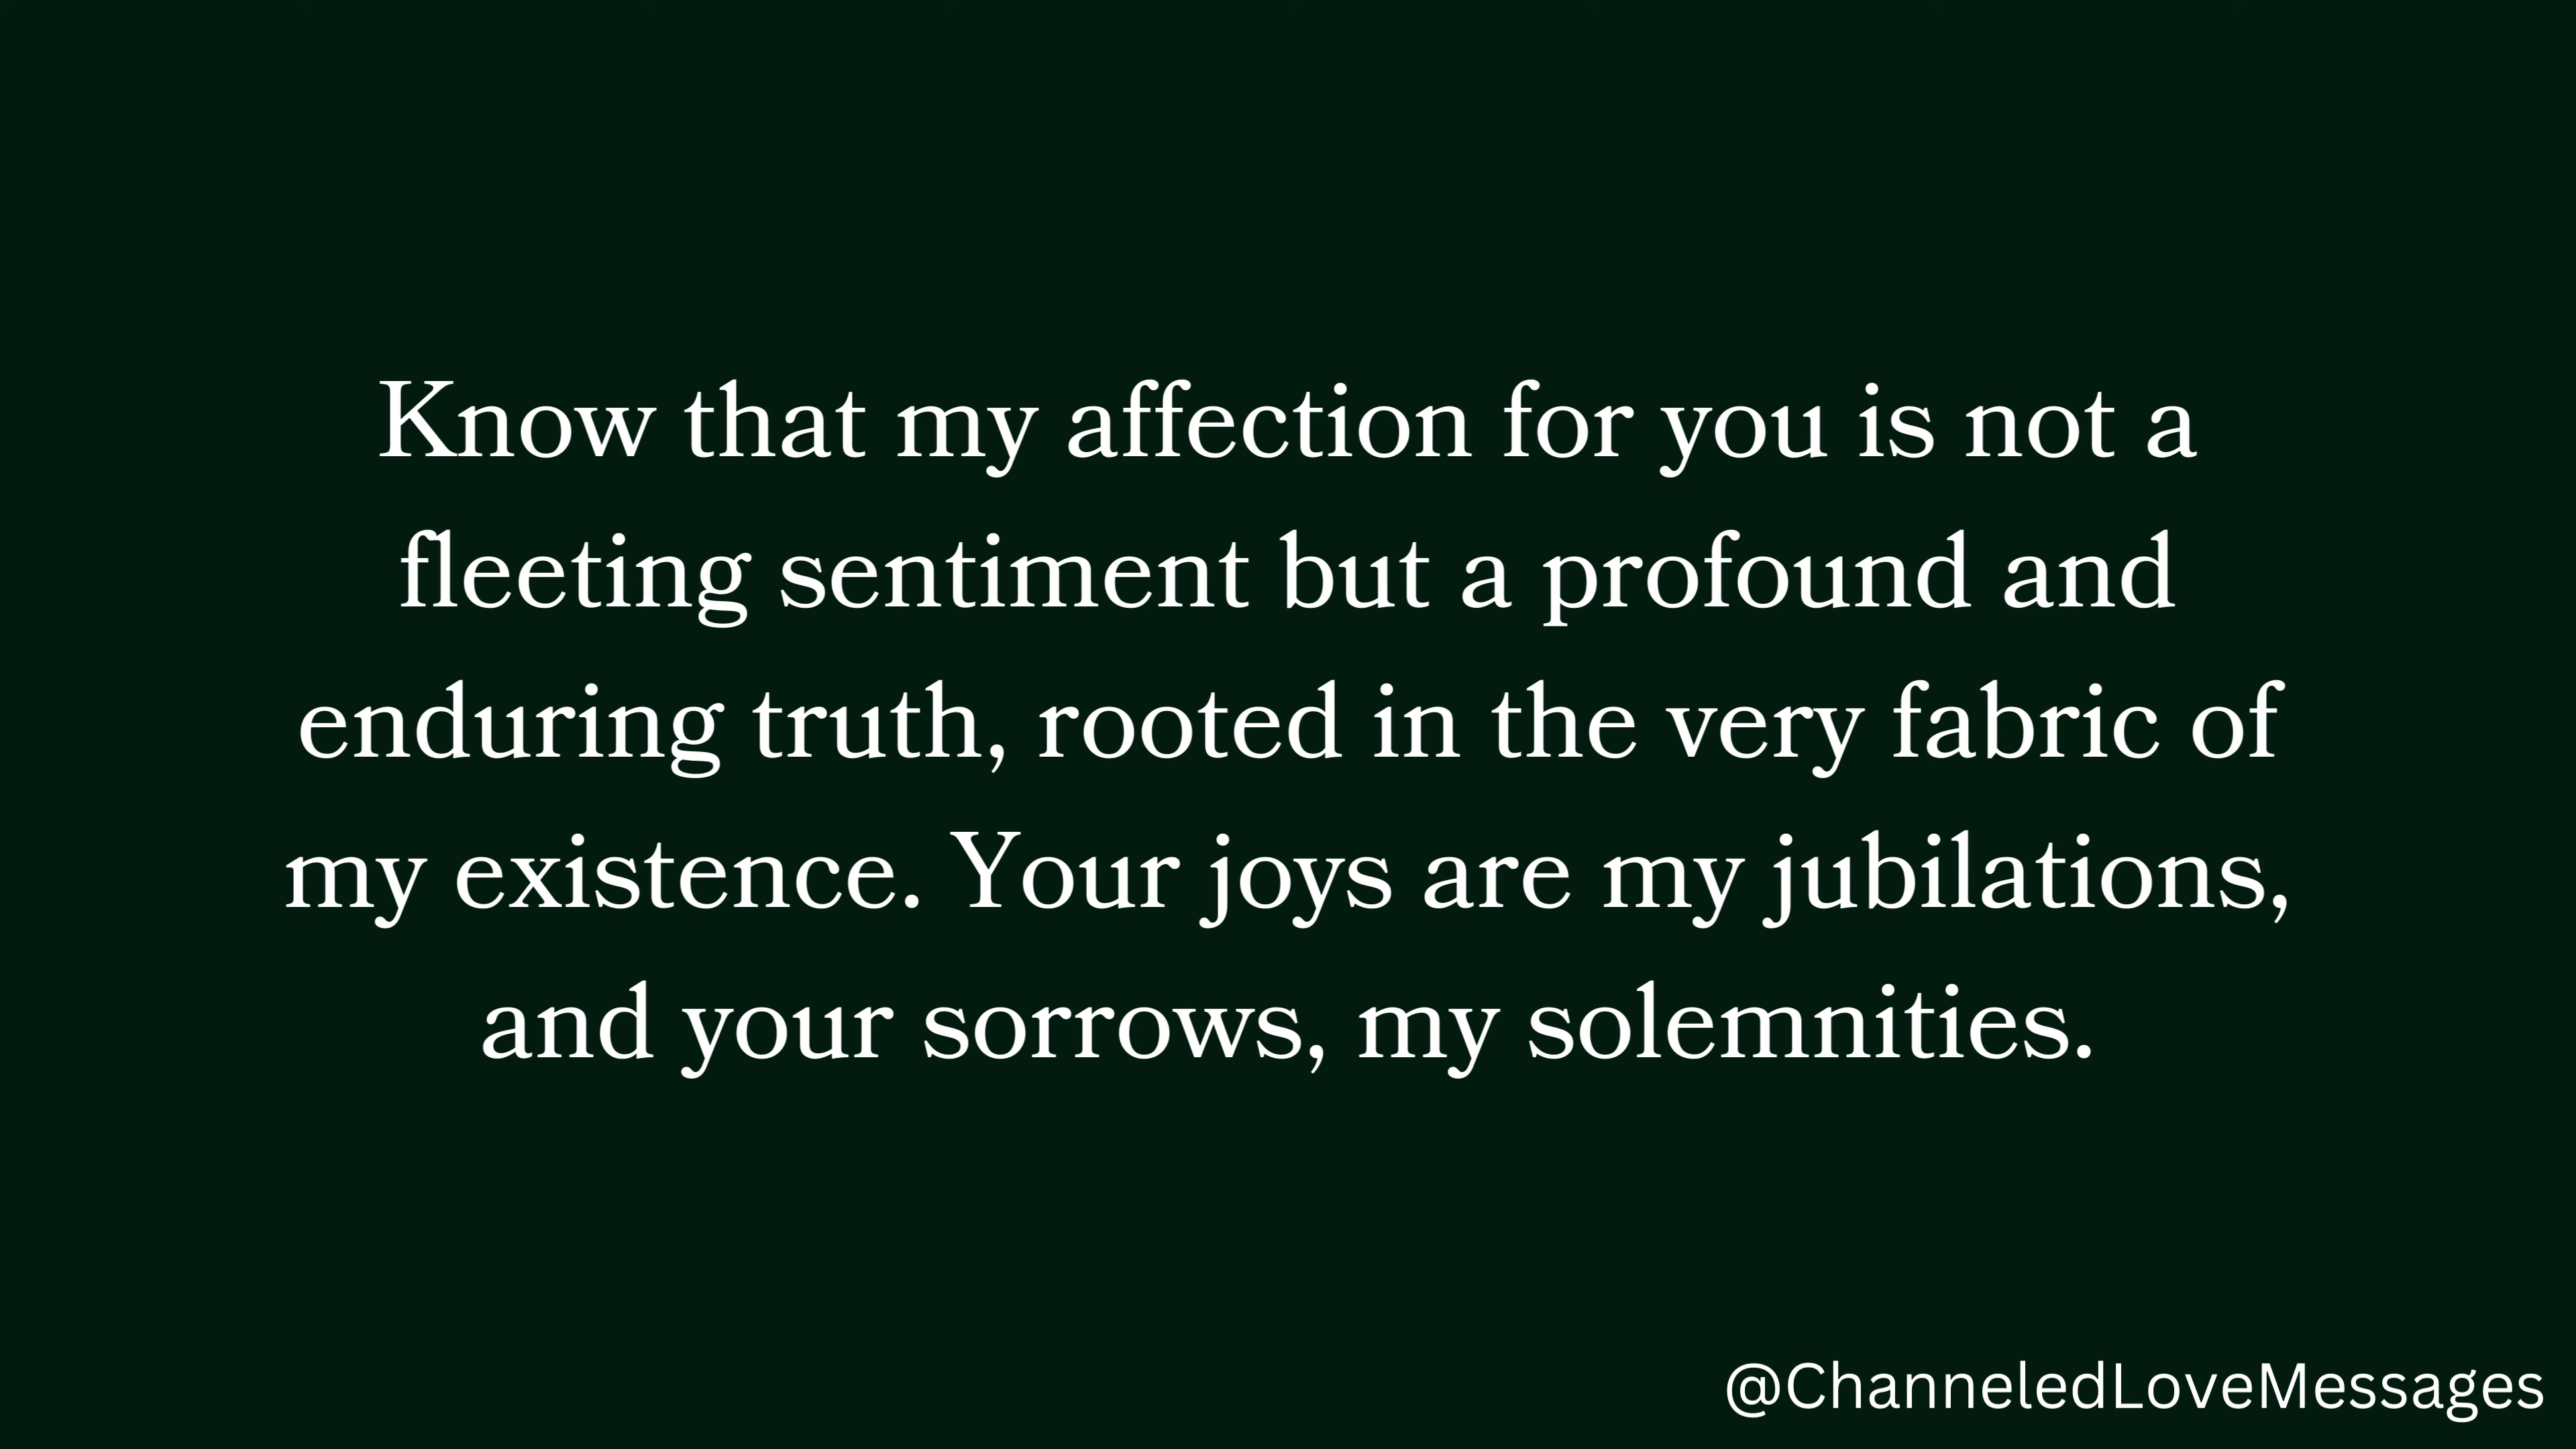 Know that my affection for you is not a
fleeting sentiment but a profound and
enduring truth, rooted in the very fabric of
my existence. Your joys are my jubilations,
and your sorrows, my solemnities.
@ChanneledLoveMessages